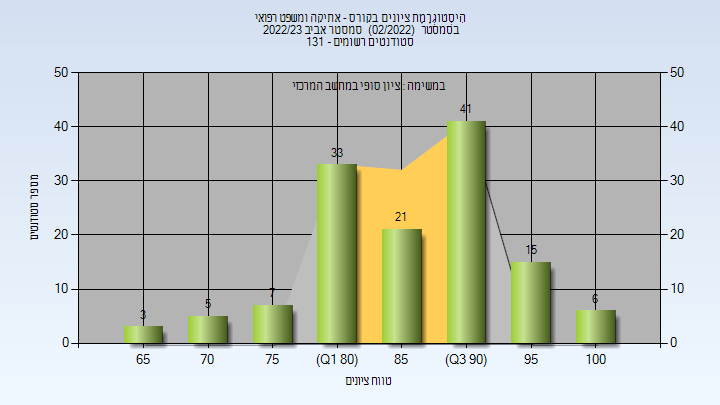 היסטוגרמת ציונים בקורס - אתיקה ומשפט רפואי
בסמסטר (02/2022) סמסטר אביב 2022/23
סטודנטים רשומים - 131
במשימה : ציון סופי במחשב המרכזי
50 50
40 40
30 30
20 20
10 10
0 0
3 5 7 33 21 41 15 6
65 70 75 (Q1 80) 85 (Q3 90) 95 100
מספר סטודנטים
טווח ציונים